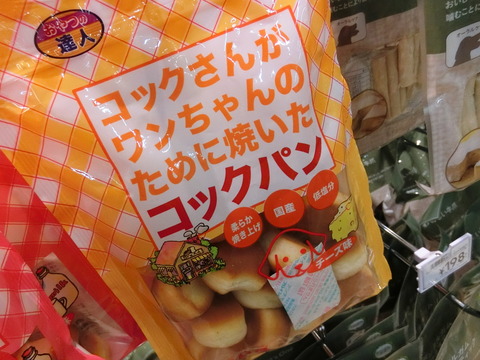 おやつの
達人
コックさんが
ワンちゃんの
ために焼いた
コックパン
柔らか
焼き上げ
国産
低塩分
チーズ味
¥198